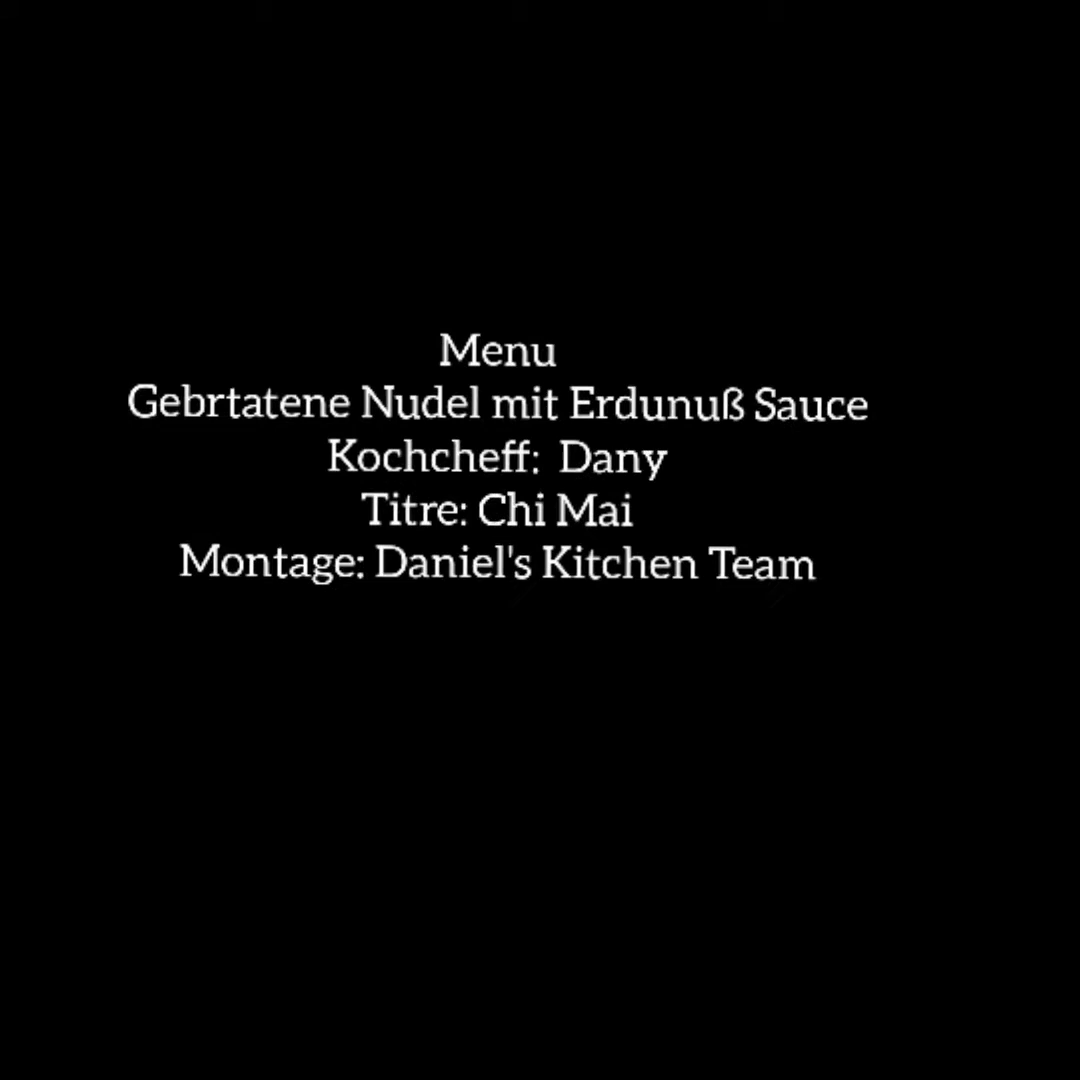 Menu
Gebrtatene Nudel mit Erdunuß Sauce
Kochcheff: Dany
Titre: Chi Mai
Montage: Daniel's Kitchen Team